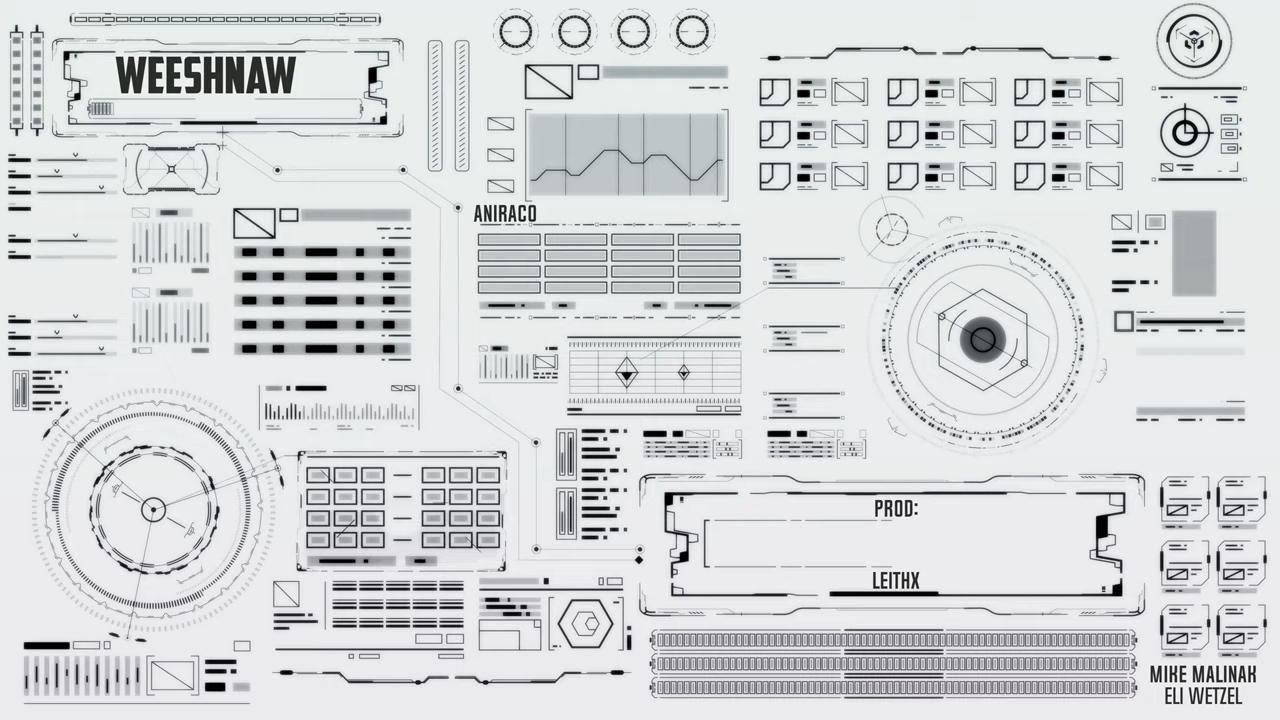 WEESHNAW
ANIRACO
PROD:
LEITHX
MIKE MALINAK
ELI WETZEL